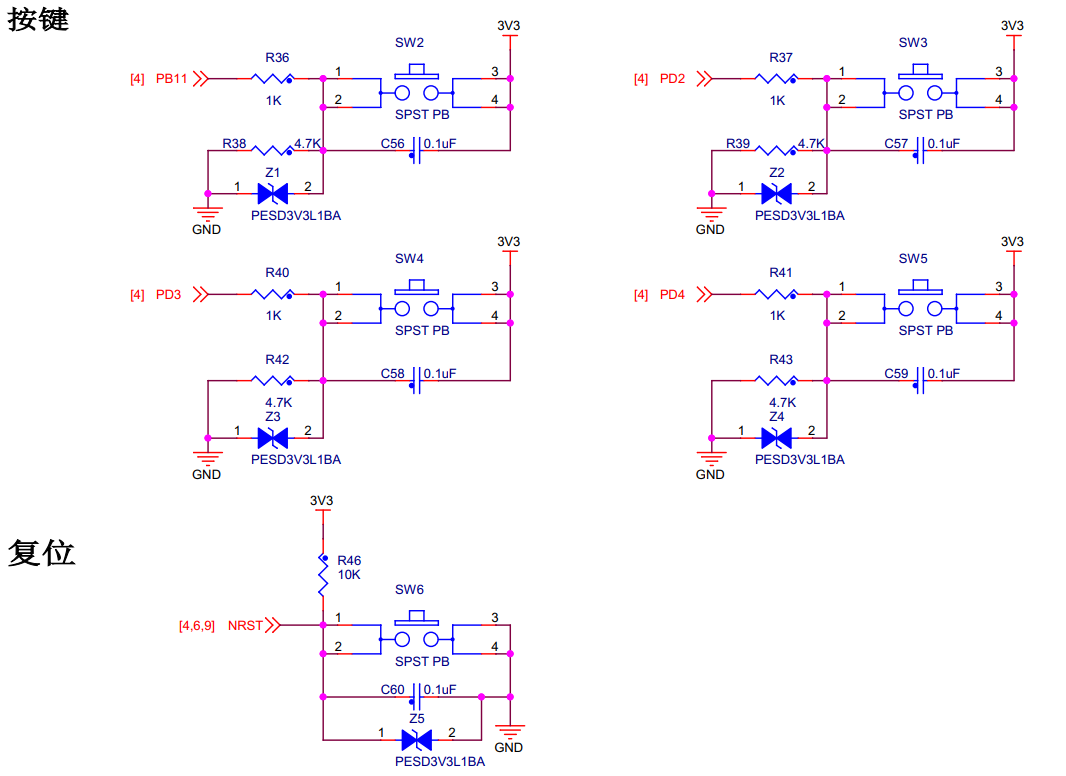 按键
3V3
SW2
R36
[4] PB11
1
3
1K
2
4
SPST PB
R38
4.7K
C56
0.1uF
Z1
1
2
PESD3V3L1BA
GND
3V3
SW3
R37
[4] PD2
1
3
1K
2
4
SPST PB
R39
4.7K
C57
0.1uF
Z2
1
2
PESD3V3L1BA
GND
3V3
SW4
R40
[4] PD3
1
3
1K
2
4
SPST PB
R42
C58
0.1uF
4.7K
Z3
1
2
PESD3V3L1BA
GND
3V3
SW5
R41
[4] PD4
1
3
1K
2
4
SPST PB
R43
C59
0.1uF
4.7K
Z4
1
2
PESD3V3L1BA
GND
复位
3V3
R46
10K
SW6
[4,6,9] NRST
1
3
2
4
SPST PB
C60
0.1uF
Z5
1
2
PESD3V3L1BA
GND